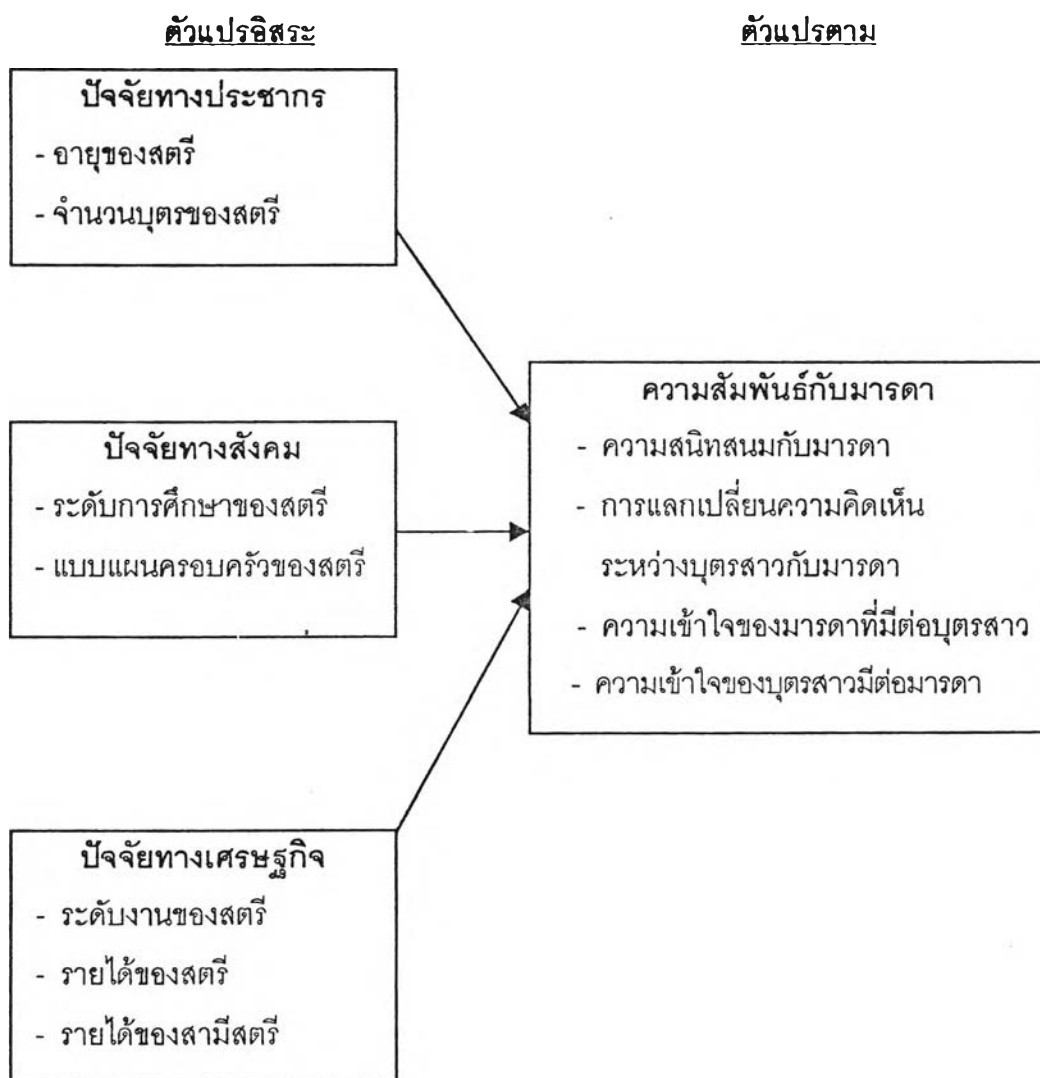 ตัวแปรอิสระ
ตัวแปรตาม
ปัจจัยทางประชากร
- อายุของสตรี
- จำนวนบุตรของสตรี
ปัจจัยทางสังคม
- ระดับการศึกษาของสตรี
- แบบแผนครอบครัวของสตรี
ปัจจัยทางเศรษฐกิจ
- ระดับงานของสตรี
- รายได้ของสตรี
- รายได้ของสามีสตรี
ความสัมพันธ์กับมารดา
- ความสนิทสนมกับมารดา
- การแลกเปลี่ยนความคิดเห็น
ระหว่างบุตรสาวกับมารดา
- ความเข้าใจของมารดาที่มีต่อบุตรสาว
- ความเข้าใจของบุตรสาวมีต่อมารดา